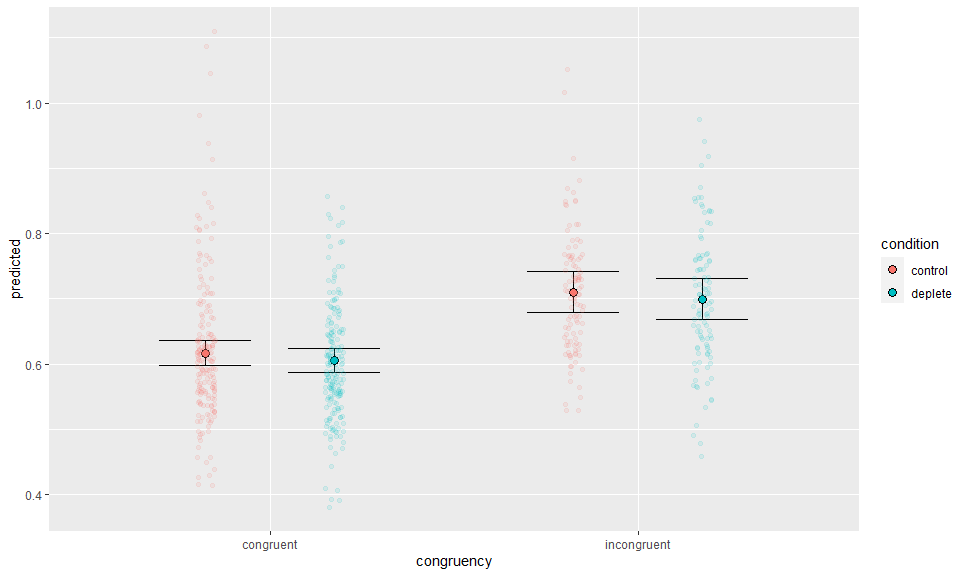 1.0
0.8
0.6
0.4
predicted
congruent
incongruent
congruency
condition
control
deplete